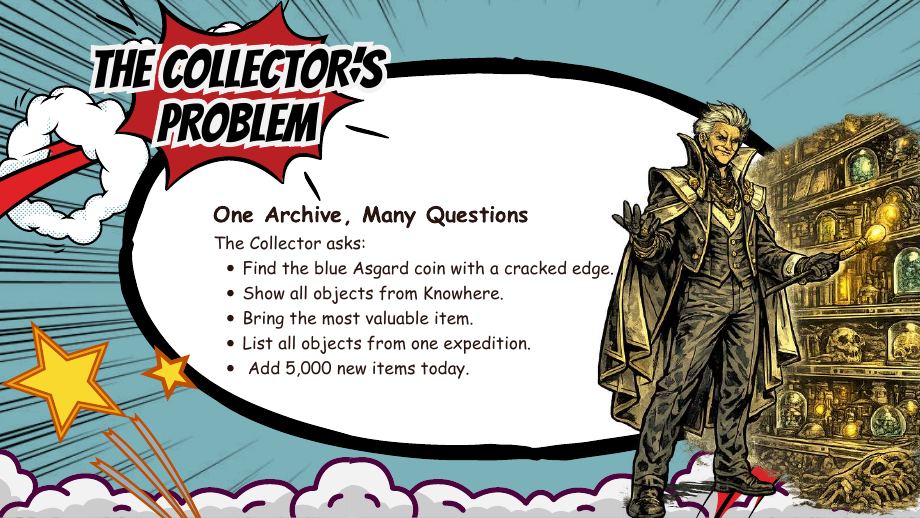 THE COLLECTOR'S
PROBLEM
One Archive, Many Questions
The Collector asks:
• Find the blue Asgard coin with a cracked edge.
• Show all objects from Knowhere.
• Bring the most valuable item.
• List all objects from one expedition.
• Add 5,000 new items today.